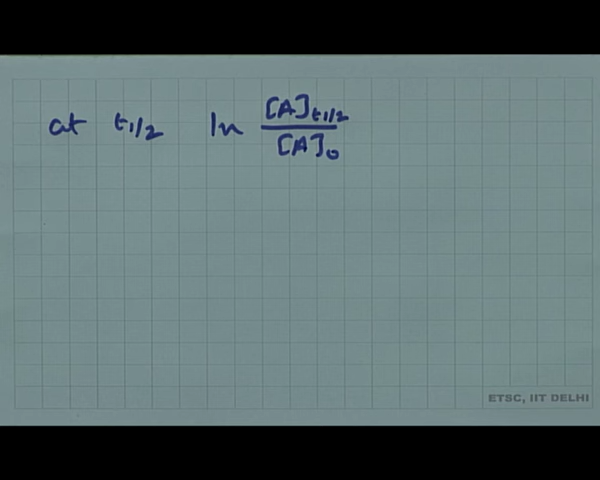 at t1/2 ln [A]t1/2 / [A]0
ETSC, IIT DELHI